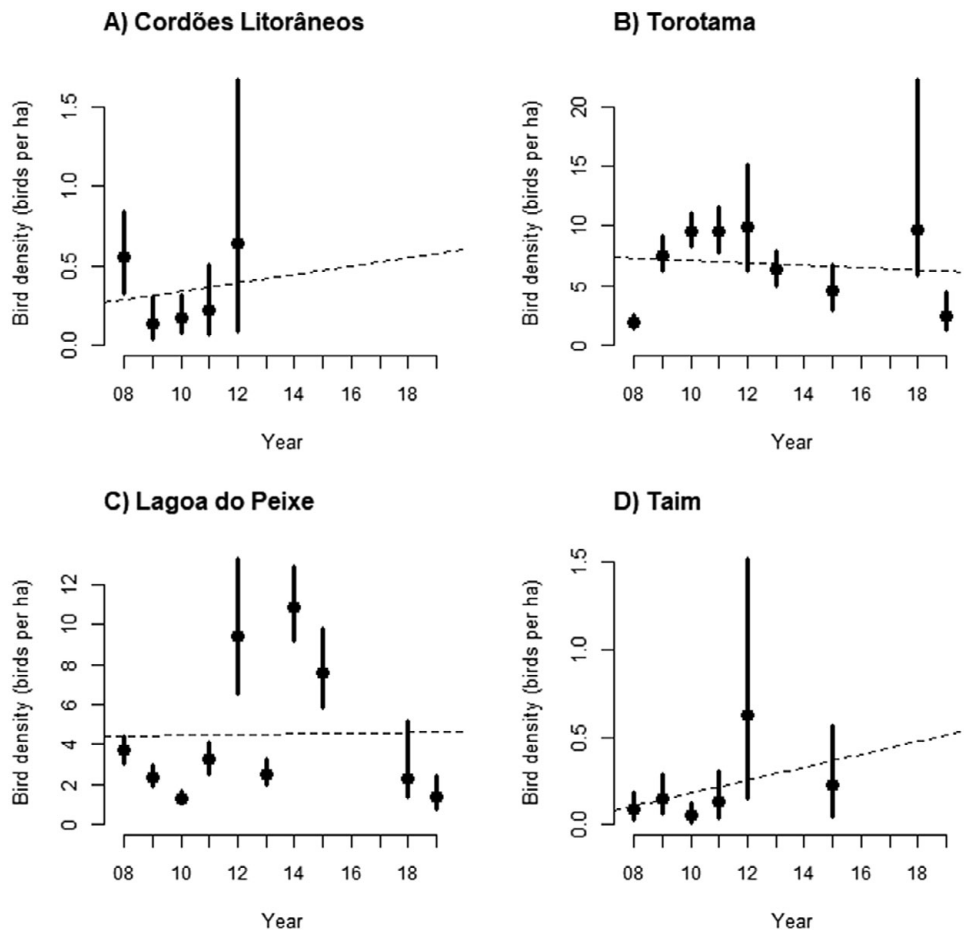 A) Cordões Litorâneos
Bird density (birds per ha)
1.5
1.0
0.5
0.0
08 10 12 14 16 18
Year
B) Torotama
Bird density (birds per ha)
20
15
10
5
0
08 10 12 14 16 18
Year
C) Lagoa do Peixe
Bird density (birds per ha)
12
10
8
6
4
2
0
08 10 12 14 16 18
Year
D) Taim
Bird density (birds per ha)
1.5
1.0
0.5
0.0
08 10 12 14 16 18
Year